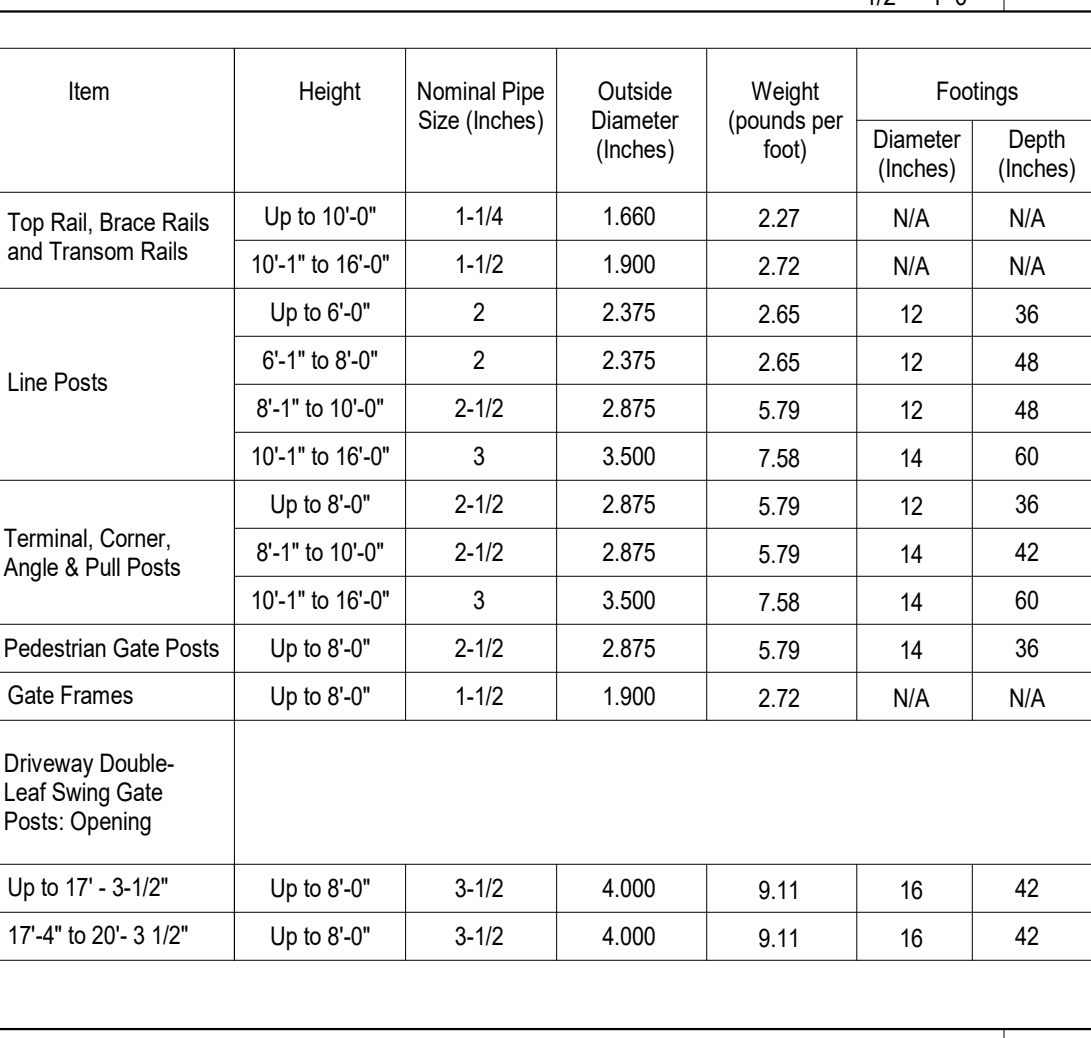 Item Height Nominal Pipe Size (Inches) Outside Diameter (Inches) Weight (pounds per foot) Footings
Diameter (Inches) Depth (Inches)
Top Rail, Brace Rails and Transom Rails Up to 10'-0" 1-1/4 1.660 2.27 N/A N/A
10'-1" to 16'-0" 1-1/2 1.900 2.72 N/A N/A
Line Posts Up to 6'-0" 2 2.375 2.65 12 36
6'-1" to 8'-0" 2 2.375 2.65 12 48
8'-1" to 10'-0" 2-1/2 2.875 5.79 12 48
10'-1" to 16'-0" 3 3.500 7.58 14 60
Terminal, Corner, Angle & Pull Posts Up to 8'-0" 2-1/2 2.875 5.79 12 36
8'-1" to 10'-0" 2-1/2 2.875 5.79 14 42
10'-1" to 16'-0" 3 3.500 7.58 14 60
Pedestrian Gate Posts Up to 8'-0" 2-1/2 2.875 5.79 14 36
Gate Frames Up to 8'-0" 1-1/2 1.900 2.72 N/A N/A
Driveway Double-
Leaf Swing Gate
Posts: Opening
Up to 17' - 3-1/2" Up to 8'-0" 3-1/2 4.000 9.11 16 42
17'-4" to 20'- 3 1/2" Up to 8'-0" 3-1/2 4.000 9.11 16 42